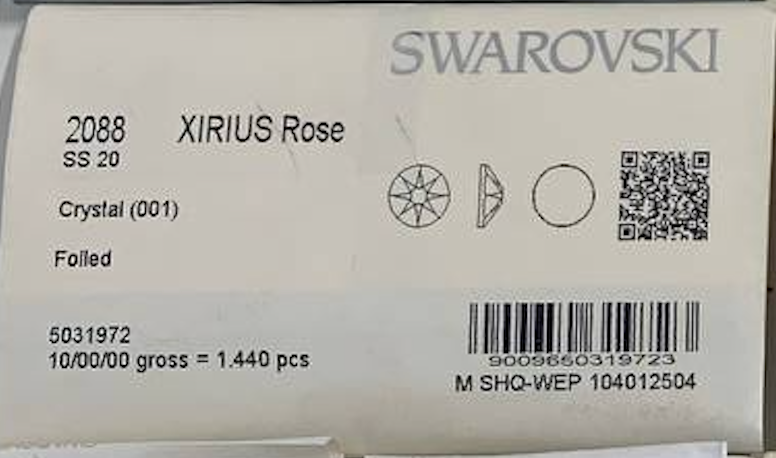 SWAROVSKI
2088 XIRIUS Rose
SS 20
Crystal (001)
Foiled
5031972
10/00/00 gross = 1.440 pcs
9009650319723
M SHQ-WEP 104012504